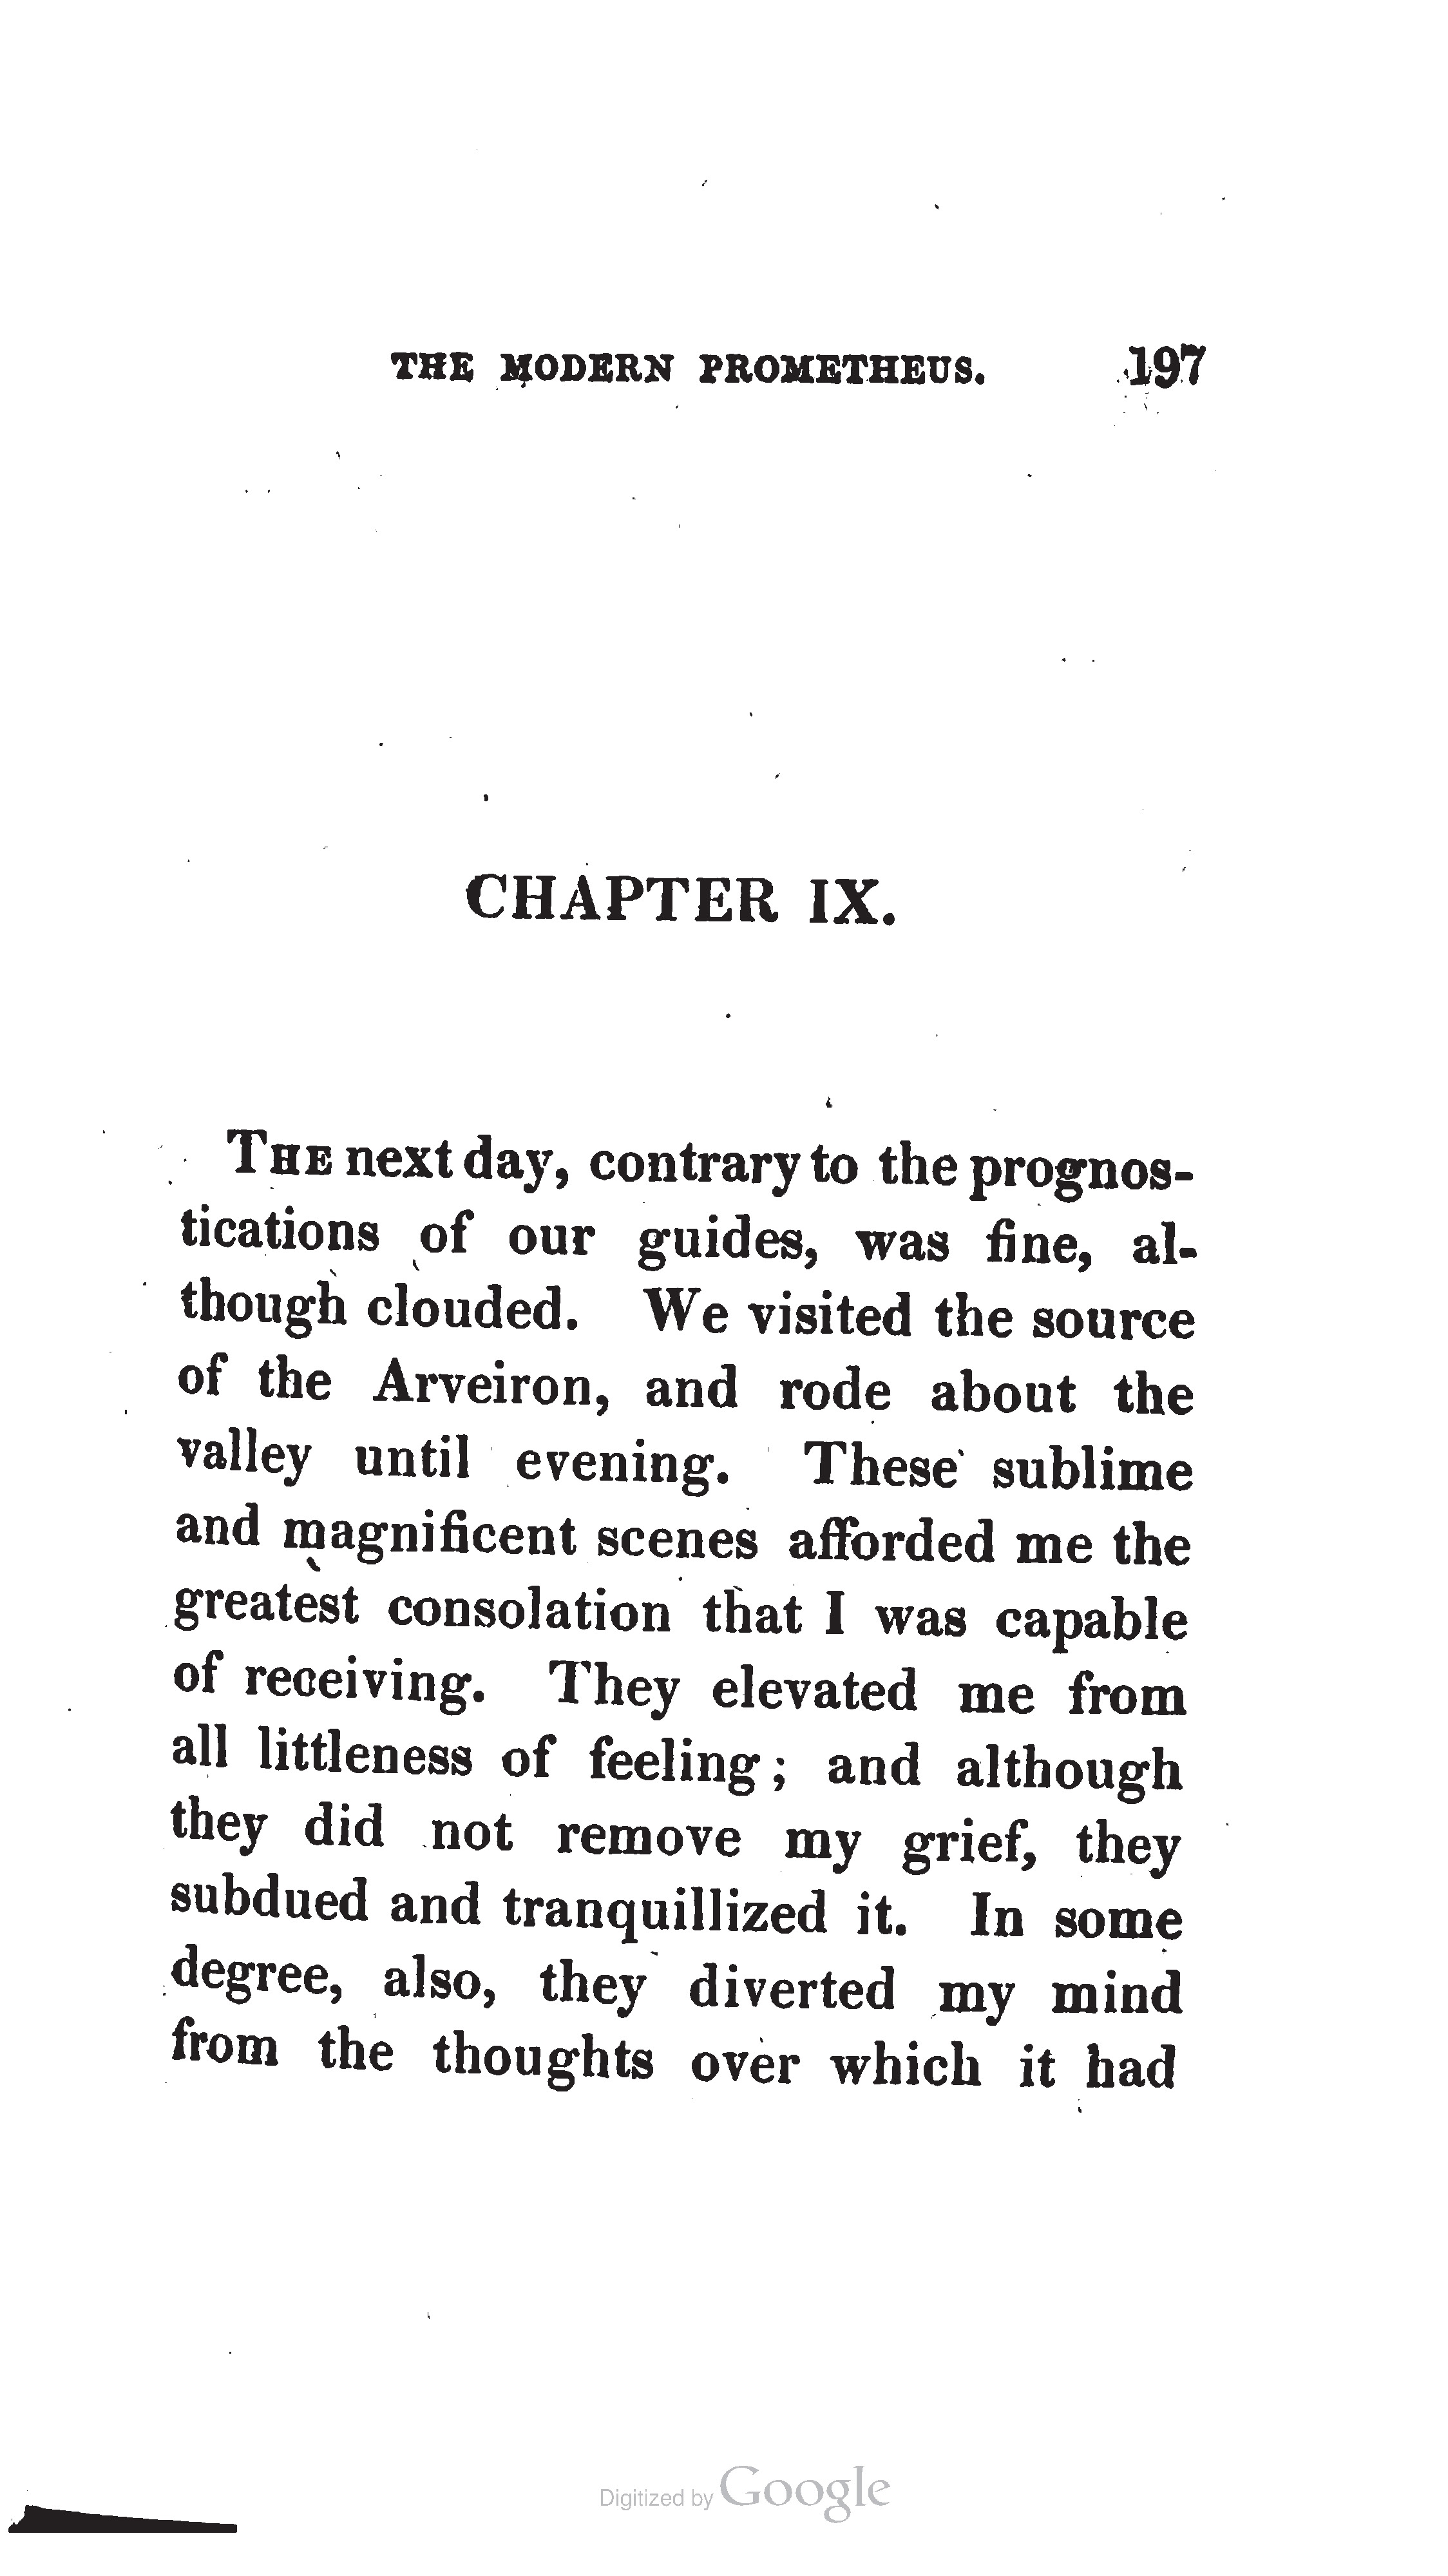 THE MODERN PROMETHEUS. 197
CHAPTER IX.
THE next day, contrary to the prognos-
tications of our guides, was fine, al-
though clouded. We visited the source
of the Arveiron, and rode about the
valley until evening. These sublime
and magnificent scenes afforded me the
greatest consolation that I was capable
of receiving. They elevated me from
all littleness of feeling; and although
they did not remove my grief, they
subdued and tranquillized it. In some
degree, also, they diverted my mind
from the thoughts over which it had
Digitized by Google